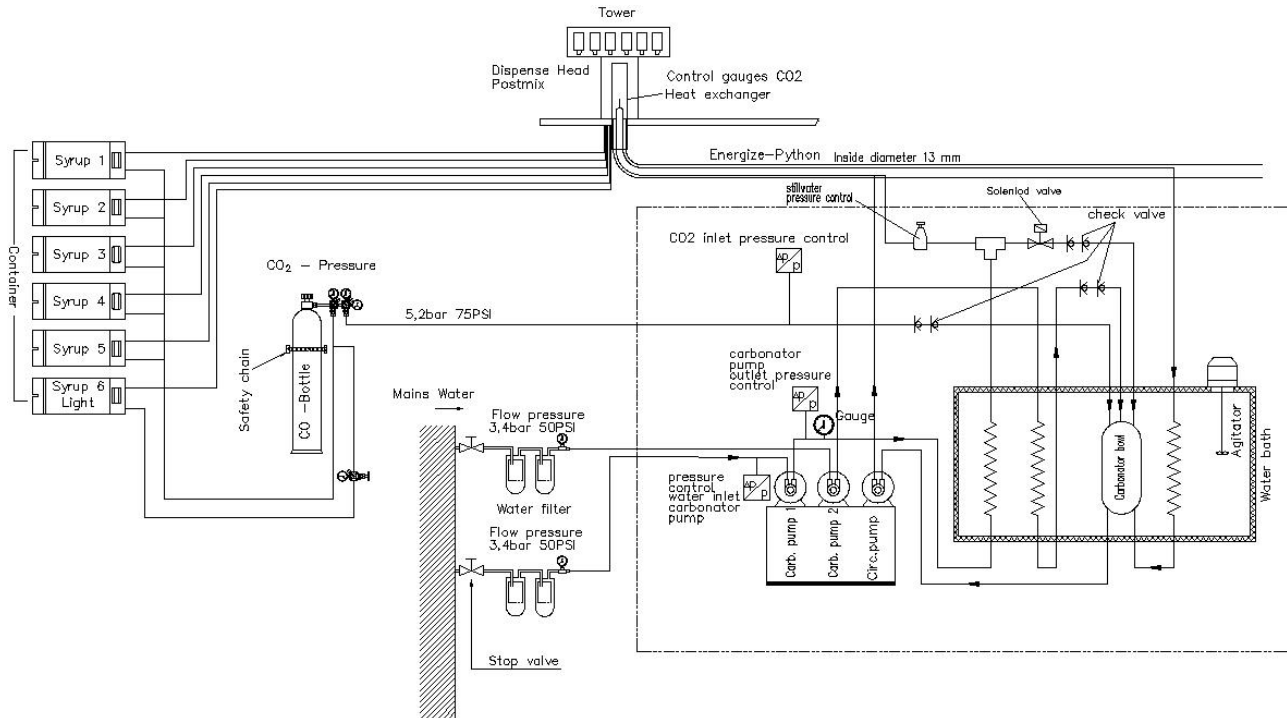 Tower
Dispense Head
Postmix
Control gauges CO2
Heat exchanger
Energize-Python Inside diameter 13 mm
Container
Syrup 1
Syrup 2
Syrup 3
Syrup 4
Syrup 5
Syrup 6
Light
CO₂ - Pressure
5,2bar 75PSI
Safety chain
CO -Bottle
stillwater
pressure control
Soleniod valve
check valve
CO2 inlet pressure control
Δp
p
carbonator
pump
outlet pressure
control
Δp
p
Gauge
Mains Water
Flow pressure
3,4bar 50PSI
Water filter
Flow pressure
3,4bar 50PSI
Stop valve
pressure
control
water inlet
carbonator
pump
Δp
p
Carb. pump 1
Carb. pump 2
Circ.pump
Carbonator bowl
Agitator
Water bath